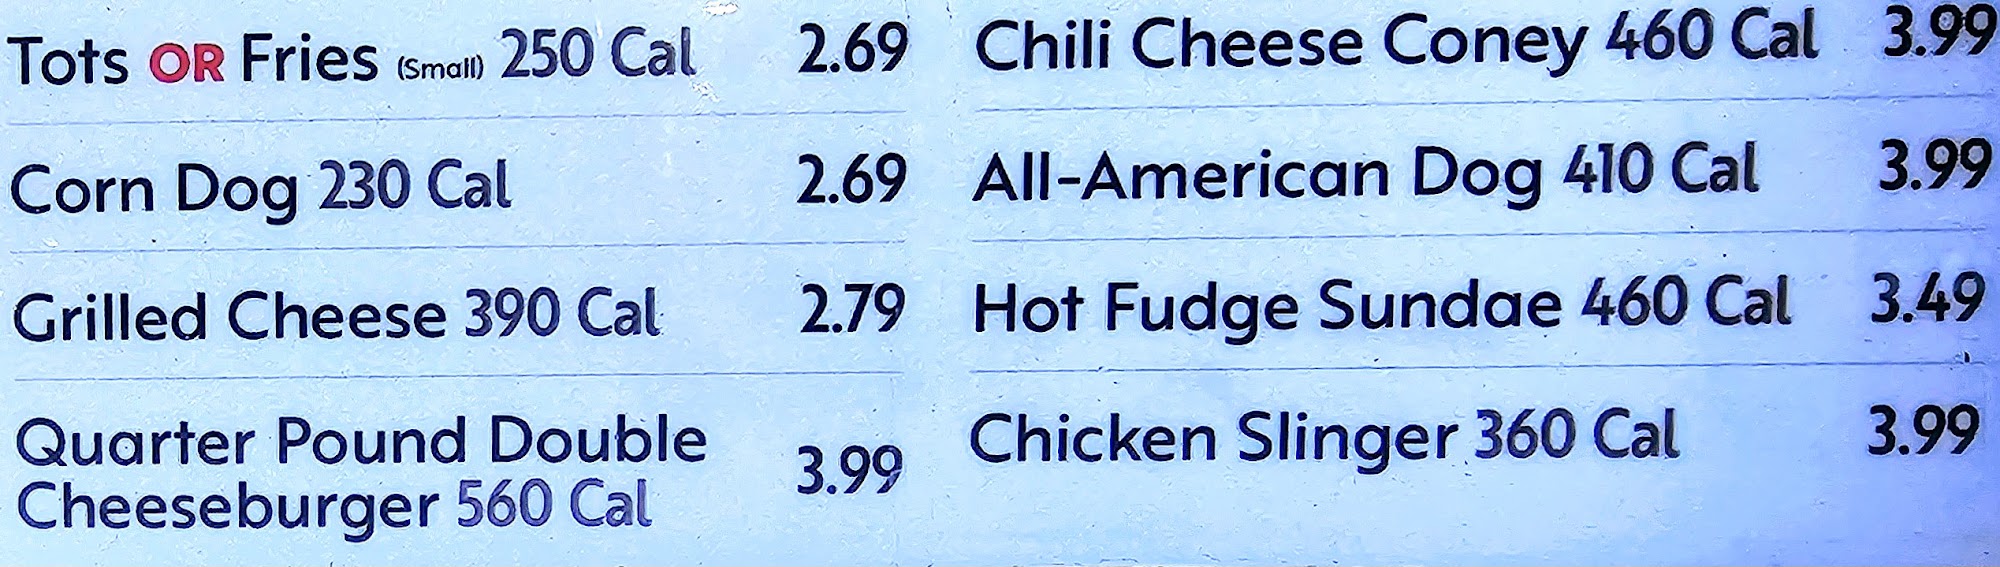 Tots OR Fries (Small) 250 Cal 2.69
Corn Dog 230 Cal 2.69
Grilled Cheese 390 Cal 2.79
Quarter Pound Double
Cheeseburger 560 Cal 3.99
Chili Cheese Coney 460 Cal 3.99
All-American Dog 410 Cal 3.99
Hot Fudge Sundae 460 Cal 3.49
Chicken Slinger 360 Cal 3.99